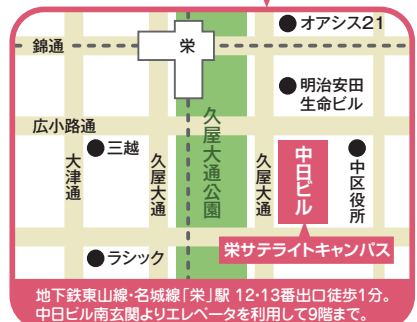 オアシス21
錦通
栄
明治安田
生命ビル
広小路通
三越
大津通
久屋大通
久屋大通公園
久屋大通
中日ビル
中区役所
栄サテライトキャンパス
ラシック
地下鉄東山線・名城線「栄」駅 12・13番出口徒歩1分。
中日ビル南玄関よりエレベータを利用して9階まで。